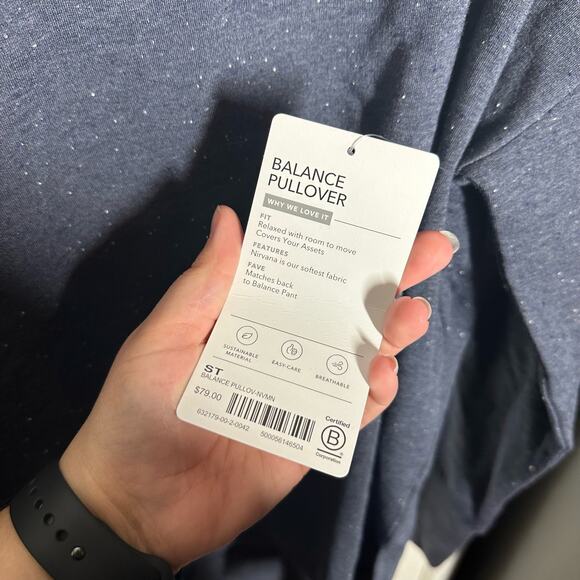 BALANCE
PULLOVER
WHY WE LOVE IT
FIT
Relaxed with room to move
Covers Your Assets
FEATURES
Nirvana is our softest fabric
FAVE
Matches back
to Balance Pant
SUSTAINABLE
MATERIAL
EASY-CARE
BREATHABLE
ST
BALANCE PULLOV-NVMN
$79.00
632179-00-2-0042
500056146504
Certified
B
Corporation